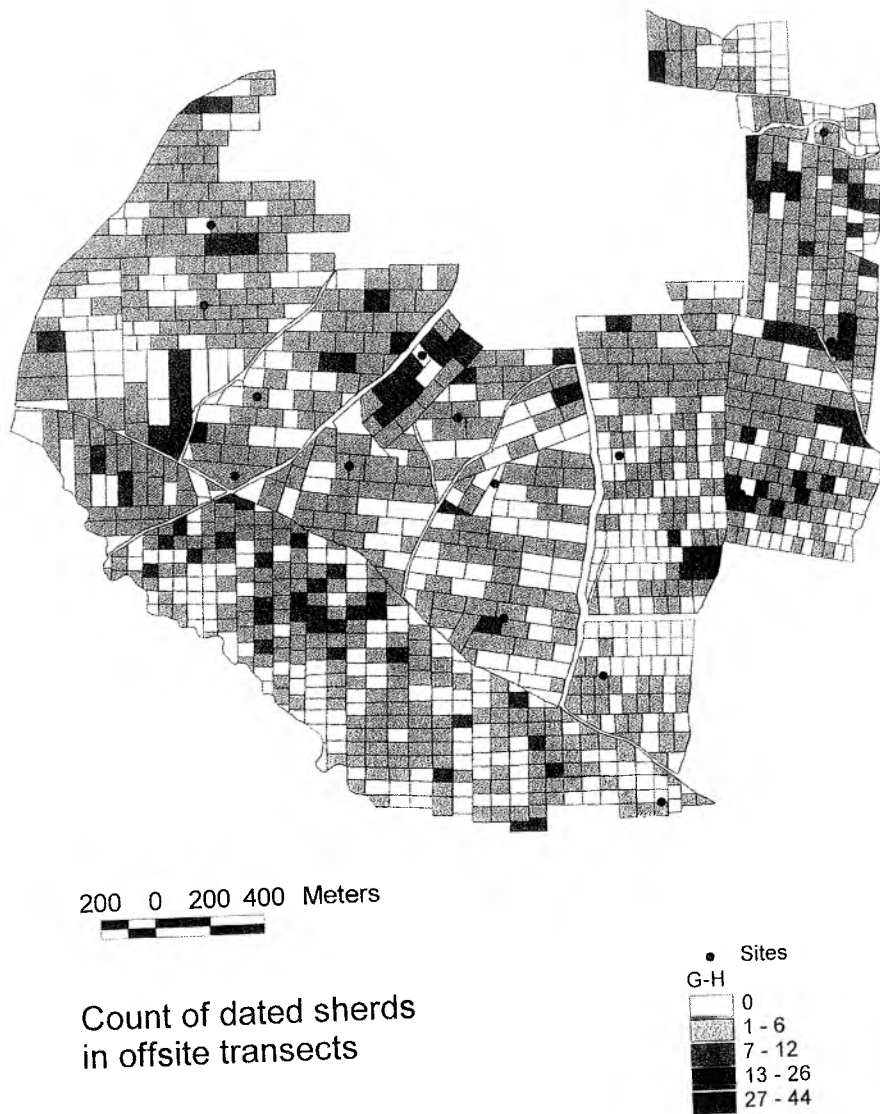 200 0 200 400 Meters
Count of dated sherds
in offsite transects
Sites
G-H
0
1 - 6
7 - 12
13 - 26
27 - 44